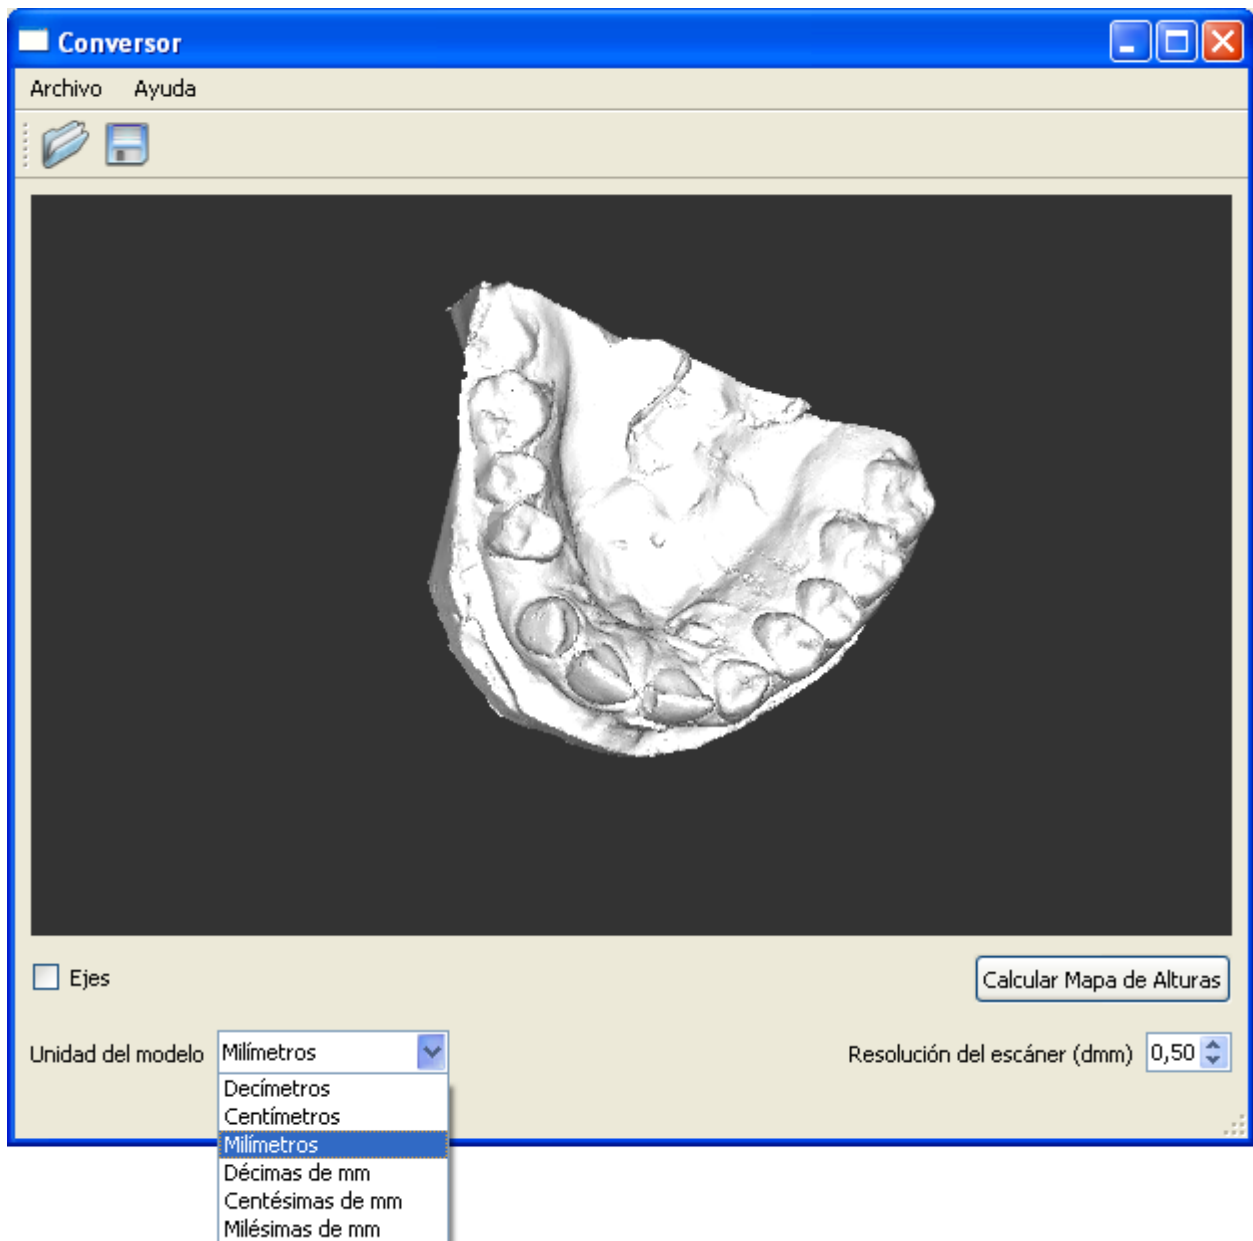 Conversor
Archivo Ayuda
Ejes
Calcular Mapa de Alturas
Unidad del modelo Milímetros
Resolución del escáner (dmm) 0,50
Decímetros
Centímetros
Milímetros
Décimas de mm
Centésimas de mm
Milésimas de mm